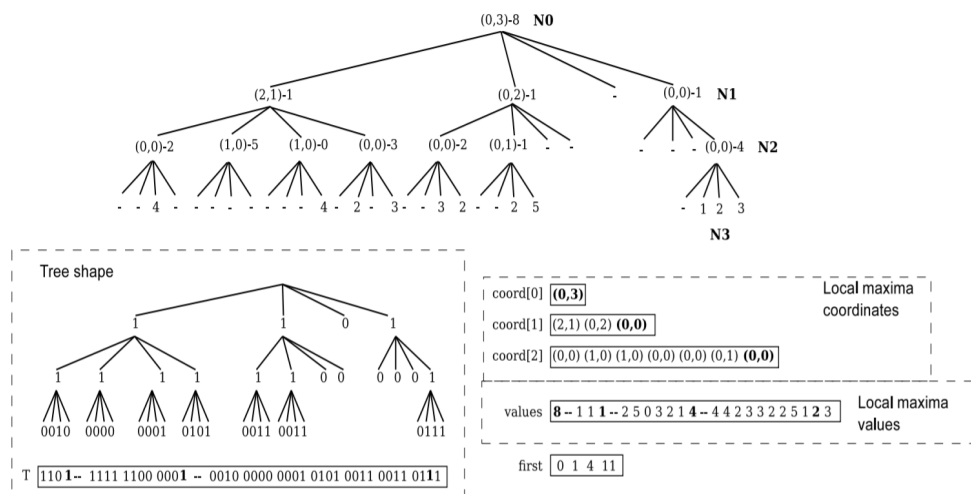 (0,3)-8 N0
(2,1)-1 (0,2)-1 - (0,0)-1 N1
(0,0)-2 (1,0)-5 (1,0)-0 (0,0)-3 (0,0)-2 (0,1)-1 - - - - - (0,0)-4 N2
- - 4 - - - - - - - - 4 - 2 - 3 - - 3 2 - - 2 5 - 1 2 3
N3
Tree shape
1 1 0 1
1 1 1 1 1 1 0 0 0 0 0 1
0010 0000 0001 0101 0011 0011 0111
T 110 1 -- 1111 1100 0001 -- 0010 0000 0001 0101 0011 0011 0111
Local maxima
coordinates
coord[0] (0,3)
coord[1] (2,1) (0,2) (0,0)
coord[2] (0,0) (1,0) (1,0) (0,0) (0,0) (0,1) (0,0)
values 8 -- 1 1 1 -- 2 5 0 3 2 1 4 -- 4 4 2 3 3 2 2 5 1 2 3
Local maxima
values
first 0 1 4 11